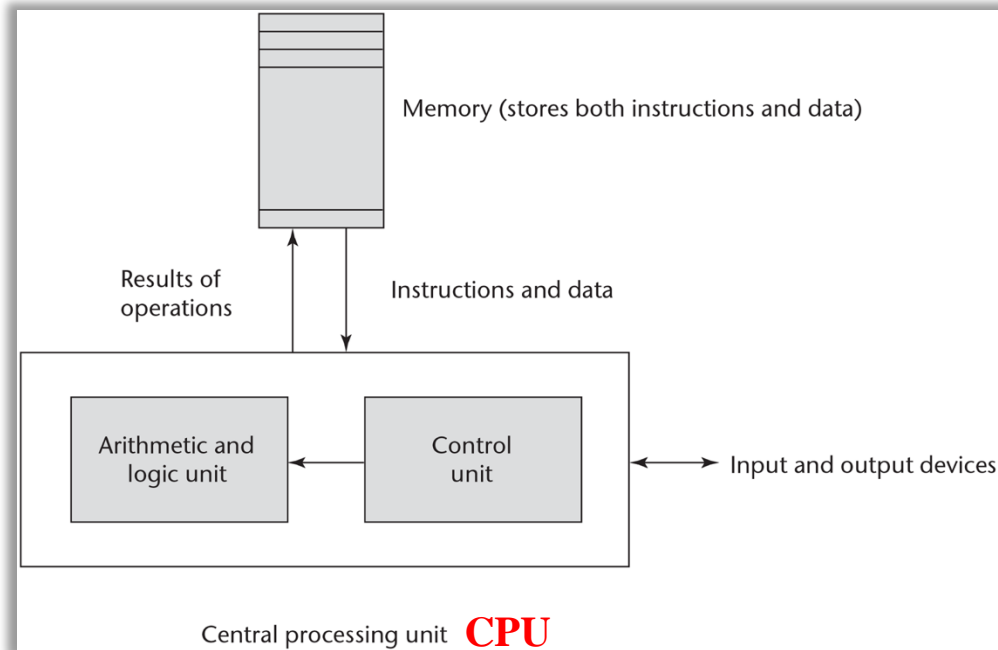 Memory (stores both instructions and data)
Results of
operations
Instructions and data
Arithmetic and
logic unit
Control
unit
Input and output devices
Central processing unit CPU